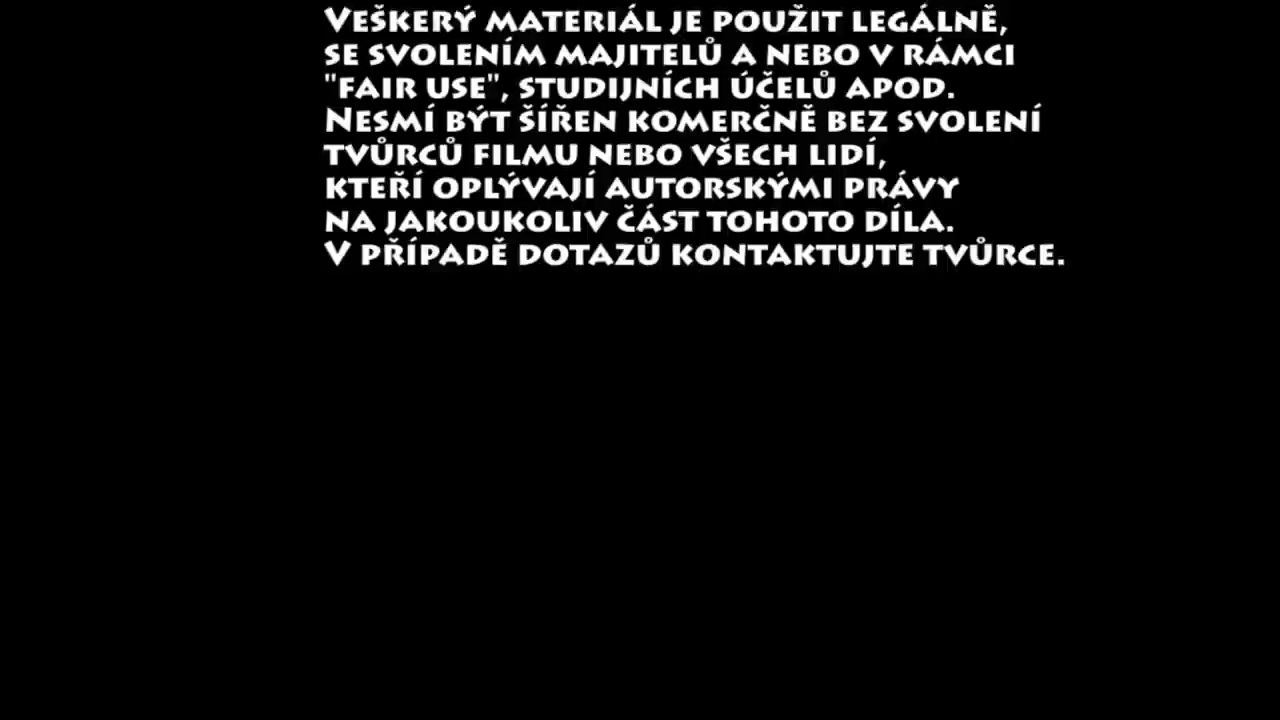 Veškerý materiál je použit legálně,
se svolením majitelů a nebo v rámci
"fair use", studijních účelů apod.
Nesmí být šířen komerčně bez svolení
tvůrců filmu nebo všech lidí,
kteří oplývají autorskými právy
na jakoukoliv část tohoto díla.
V případě dotazů kontaktujte tvůrce.